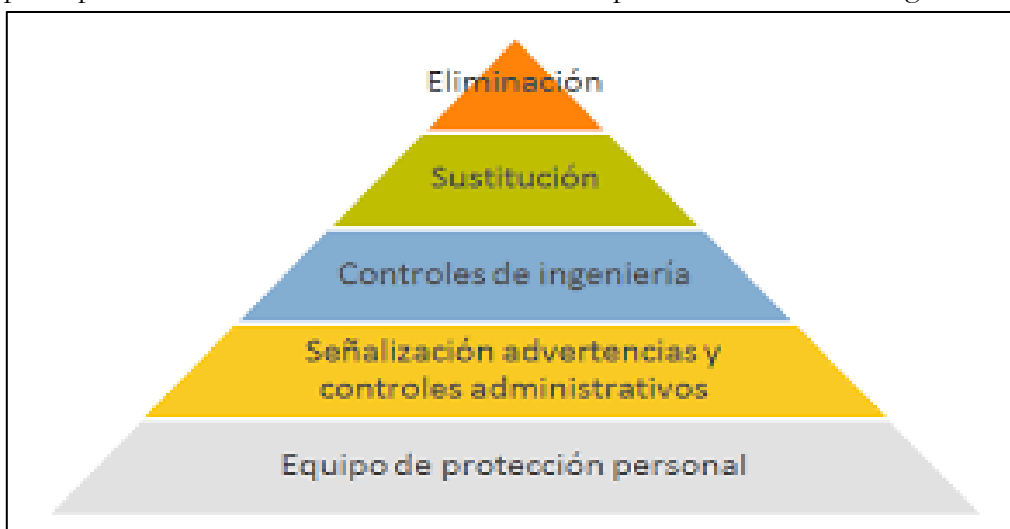 Eliminación
Sustitución
Controles de ingeniería
Señalización advertencias y
controles administrativos
Equipo de protección personal